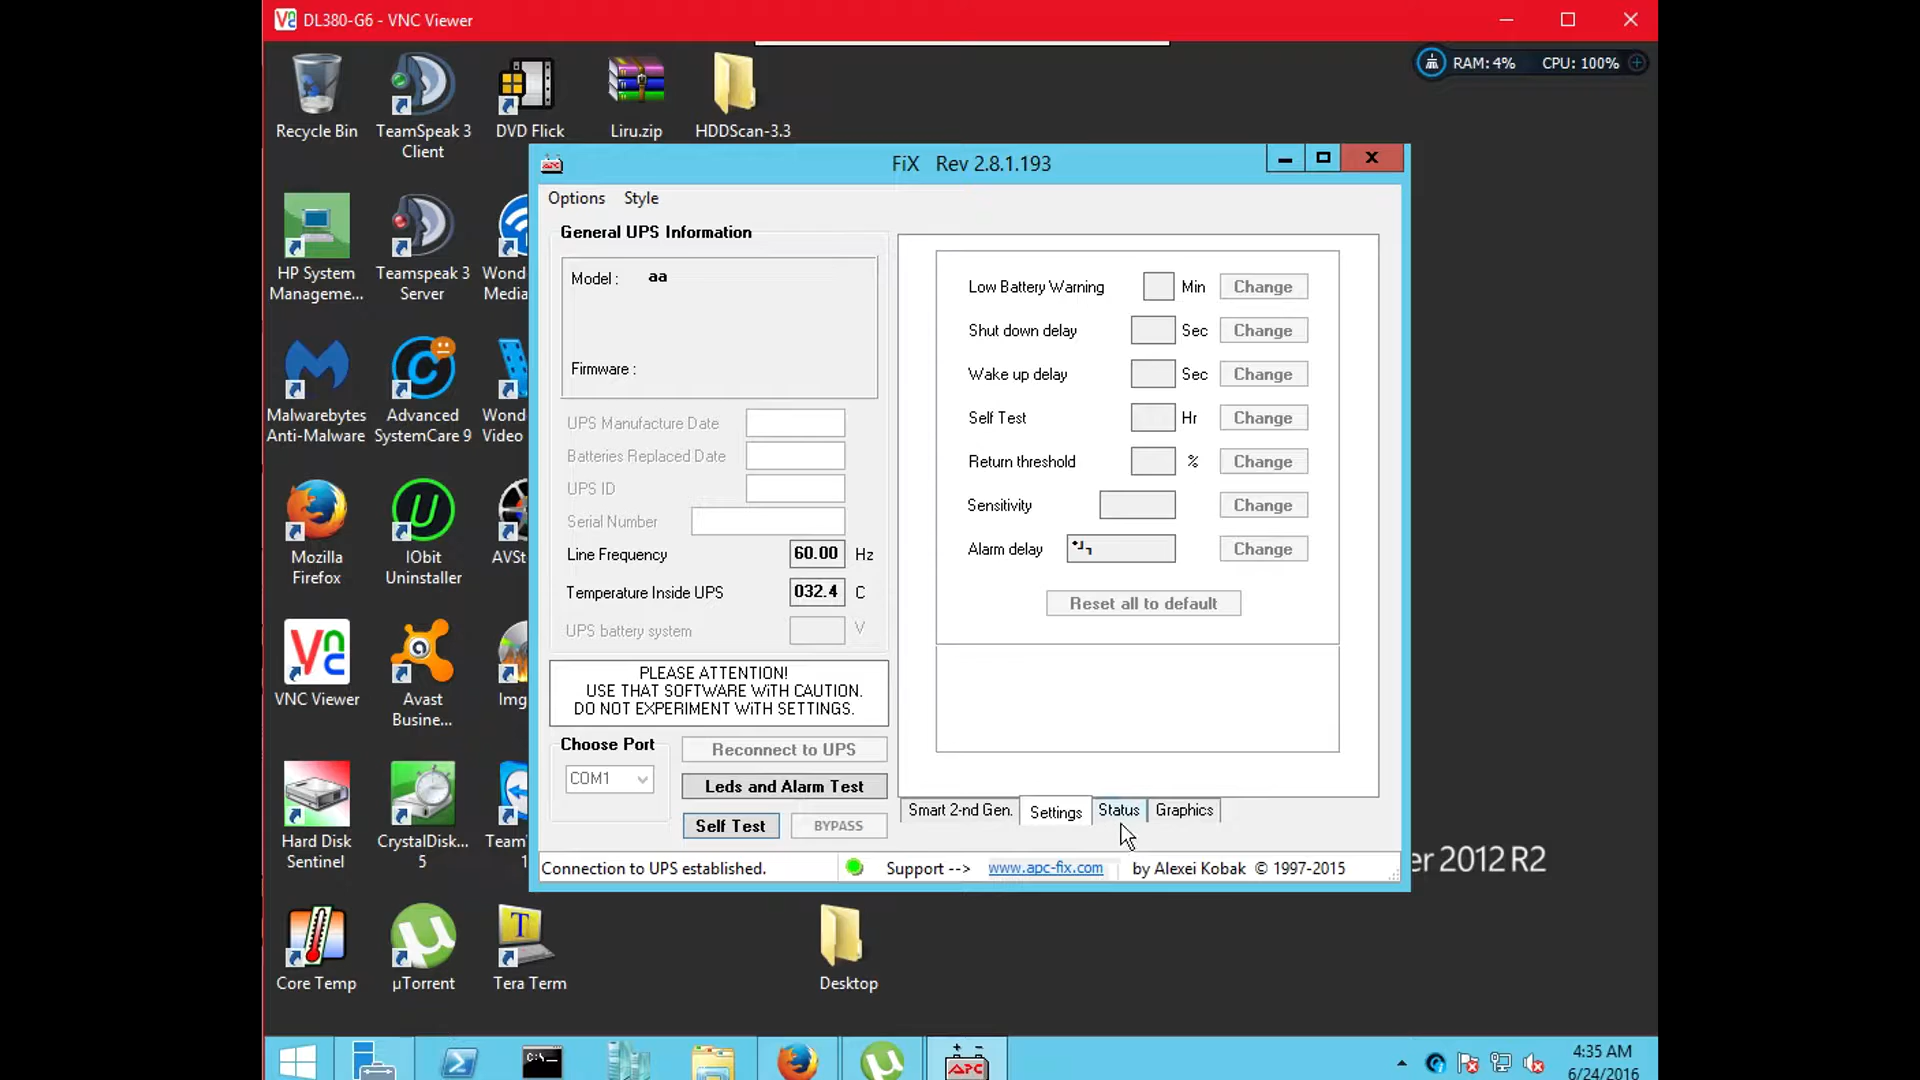 DL380-G6 - VNC Viewer
RAM: 4% CPU: 100%
Recycle Bin
TeamSpeak 3
Client
DVD Flick
Liru.zip
HDDScan-3.3
HP System
Manageme...
Teamspeak 3
Server
Wond
Media
Malwarebytes
Anti-Malware
Advanced
SystemCare 9
Wond
Video
Mozilla
Firefox
IObit
Uninstaller
AVSt
VNC Viewer
Avast
Busine...
Img
Hard Disk
Sentinel
CrystalDisk...
5
Team
1
Core Temp
µTorrent
Tera Term
Desktop
FiX Rev 2.8.1.193
Options Style
General UPS Information
Model : aa
Firmware :
UPS Manufacture Date
Batteries Replaced Date
UPS ID
Serial Number
Line Frequency 60.00 Hz
Temperature Inside UPS 032.4 C
UPS battery system V
PLEASE ATTENTION!
USE THAT SOFTWARE WiTH CAUTION.
DO NOT EXPERIMENT WiTH SETTINGS.
Choose Port
COM1
Reconnect to UPS
Leds and Alarm Test
Self Test BYPASS
Low Battery Warning Min Change
Shut down delay Sec Change
Wake up delay Sec Change
Self Test Hr Change
Return threshold % Change
Sensitivity Change
Alarm delay Change
Reset all to default
Smart 2-nd Gen. Settings Status Graphics
Connection to UPS established. Support --> www.apc-fix.com by Alexei Kobak © 1997-2015
er 2012 R2
APC
4:35 AM
6/24/2016